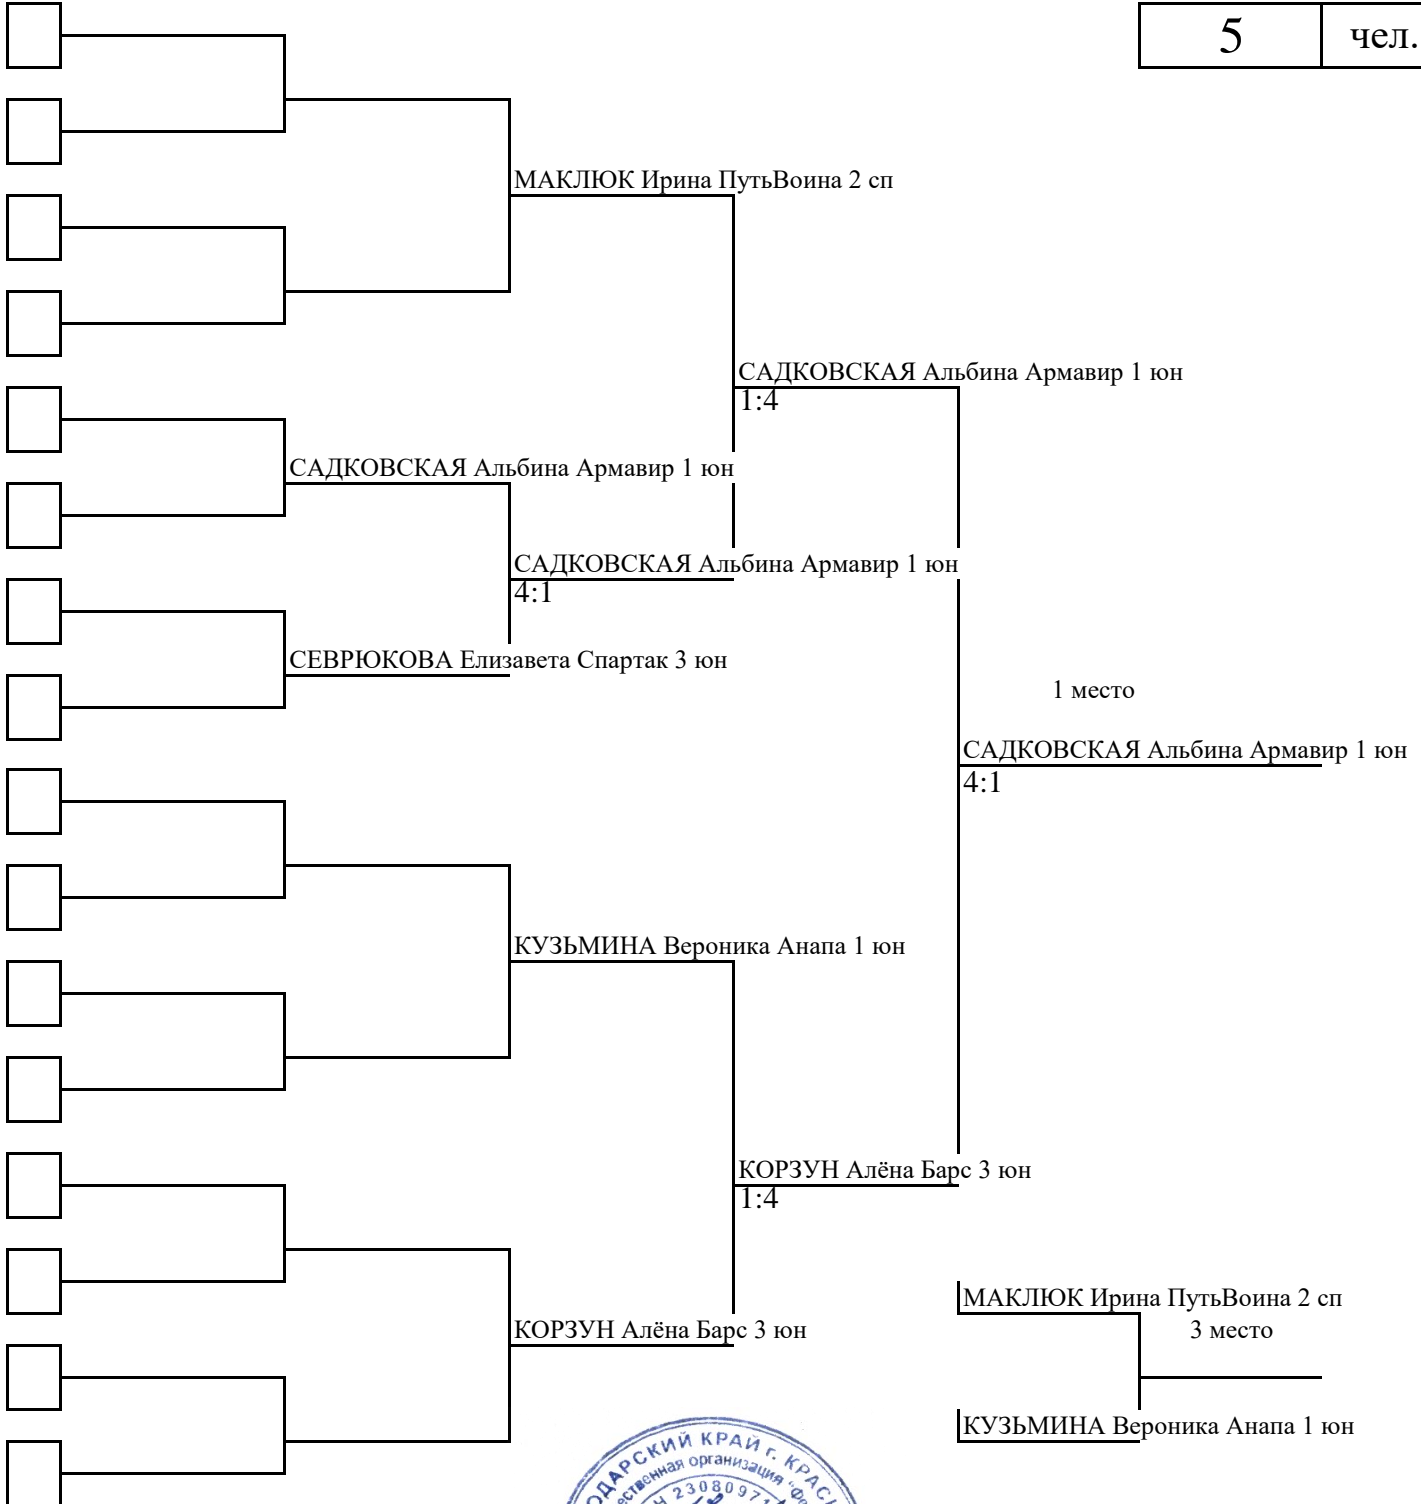 5 чел.
МАКЛЮК Ирина ПутьВоина 2 сп
САДКОВСКАЯ Альбина Армавир 1 юн
1:4
САДКОВСКАЯ Альбина Армавир 1 юн
САДКОВСКАЯ Альбина Армавир 1 юн
4:1
СЕВРЮКОВА Елизавета Спартак 3 юн
1 место
САДКОВСКАЯ Альбина Армавир 1 юн
4:1
КУЗЬМИНА Вероника Анапа 1 юн
КОРЗУН Алёна Барс 3 юн
1:4
МАКЛЮК Ирина ПутьВоина 2 сп
КОРЗУН Алёна Барс 3 юн
3 место
КУЗЬМИНА Вероника Анапа 1 юн
КРАЙ г.
организация